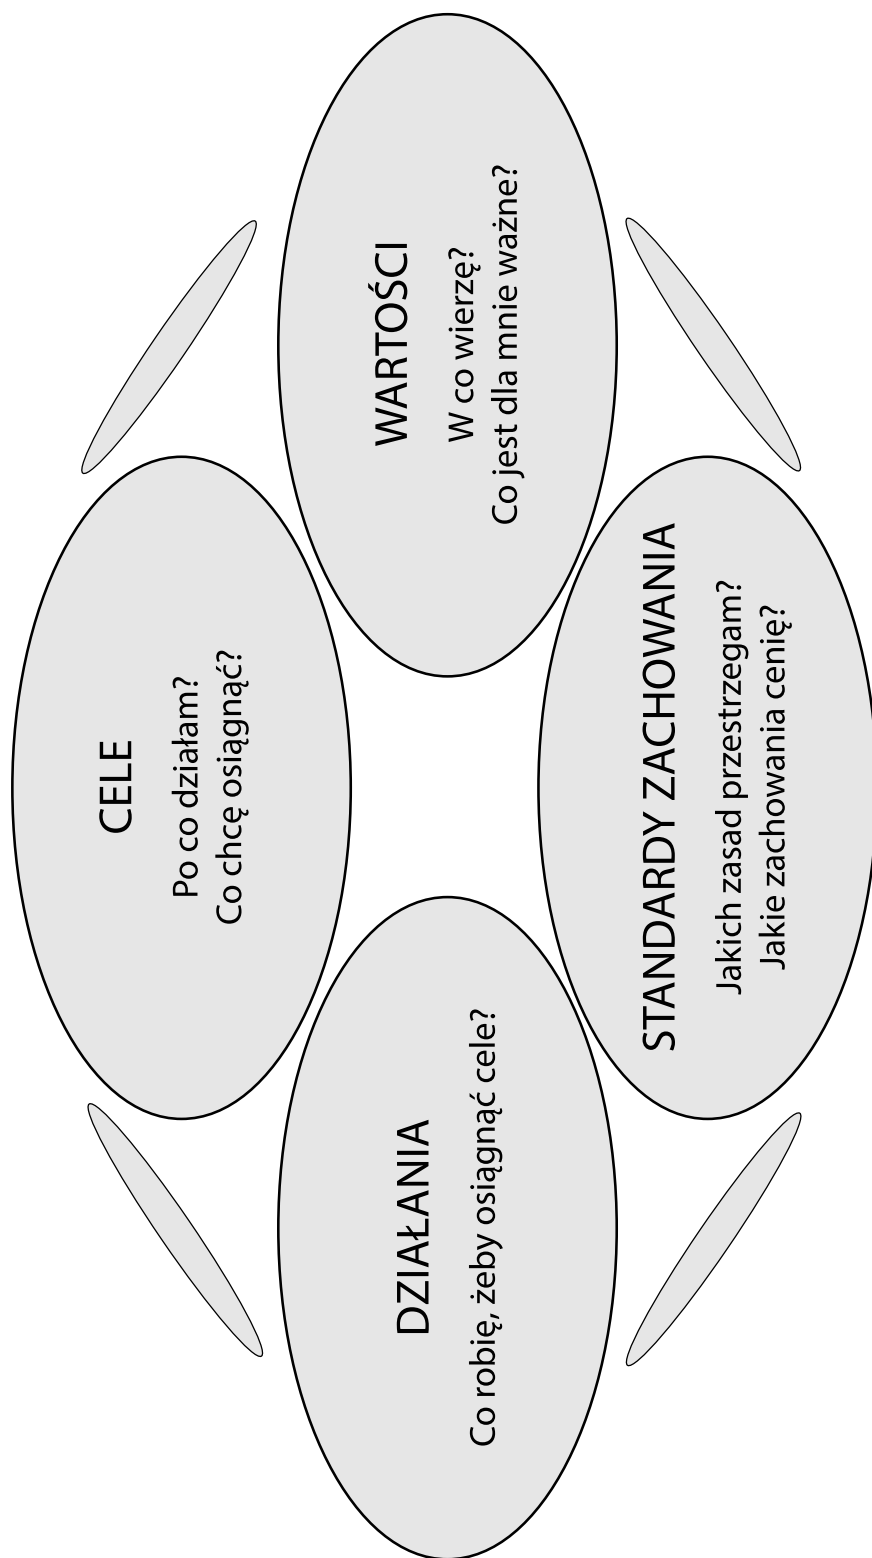 CELE
Po co działam?
Co chcę osiągnąć?
DZIAŁANIA
Co robię, żeby osiągnąć cele?
WARTOŚCI
W co wierzę?
Co jest dla mnie ważne?
STANDARDY ZACHOWANIA
Jakich zasad przestrzegam?
Jakie zachowania cenię?